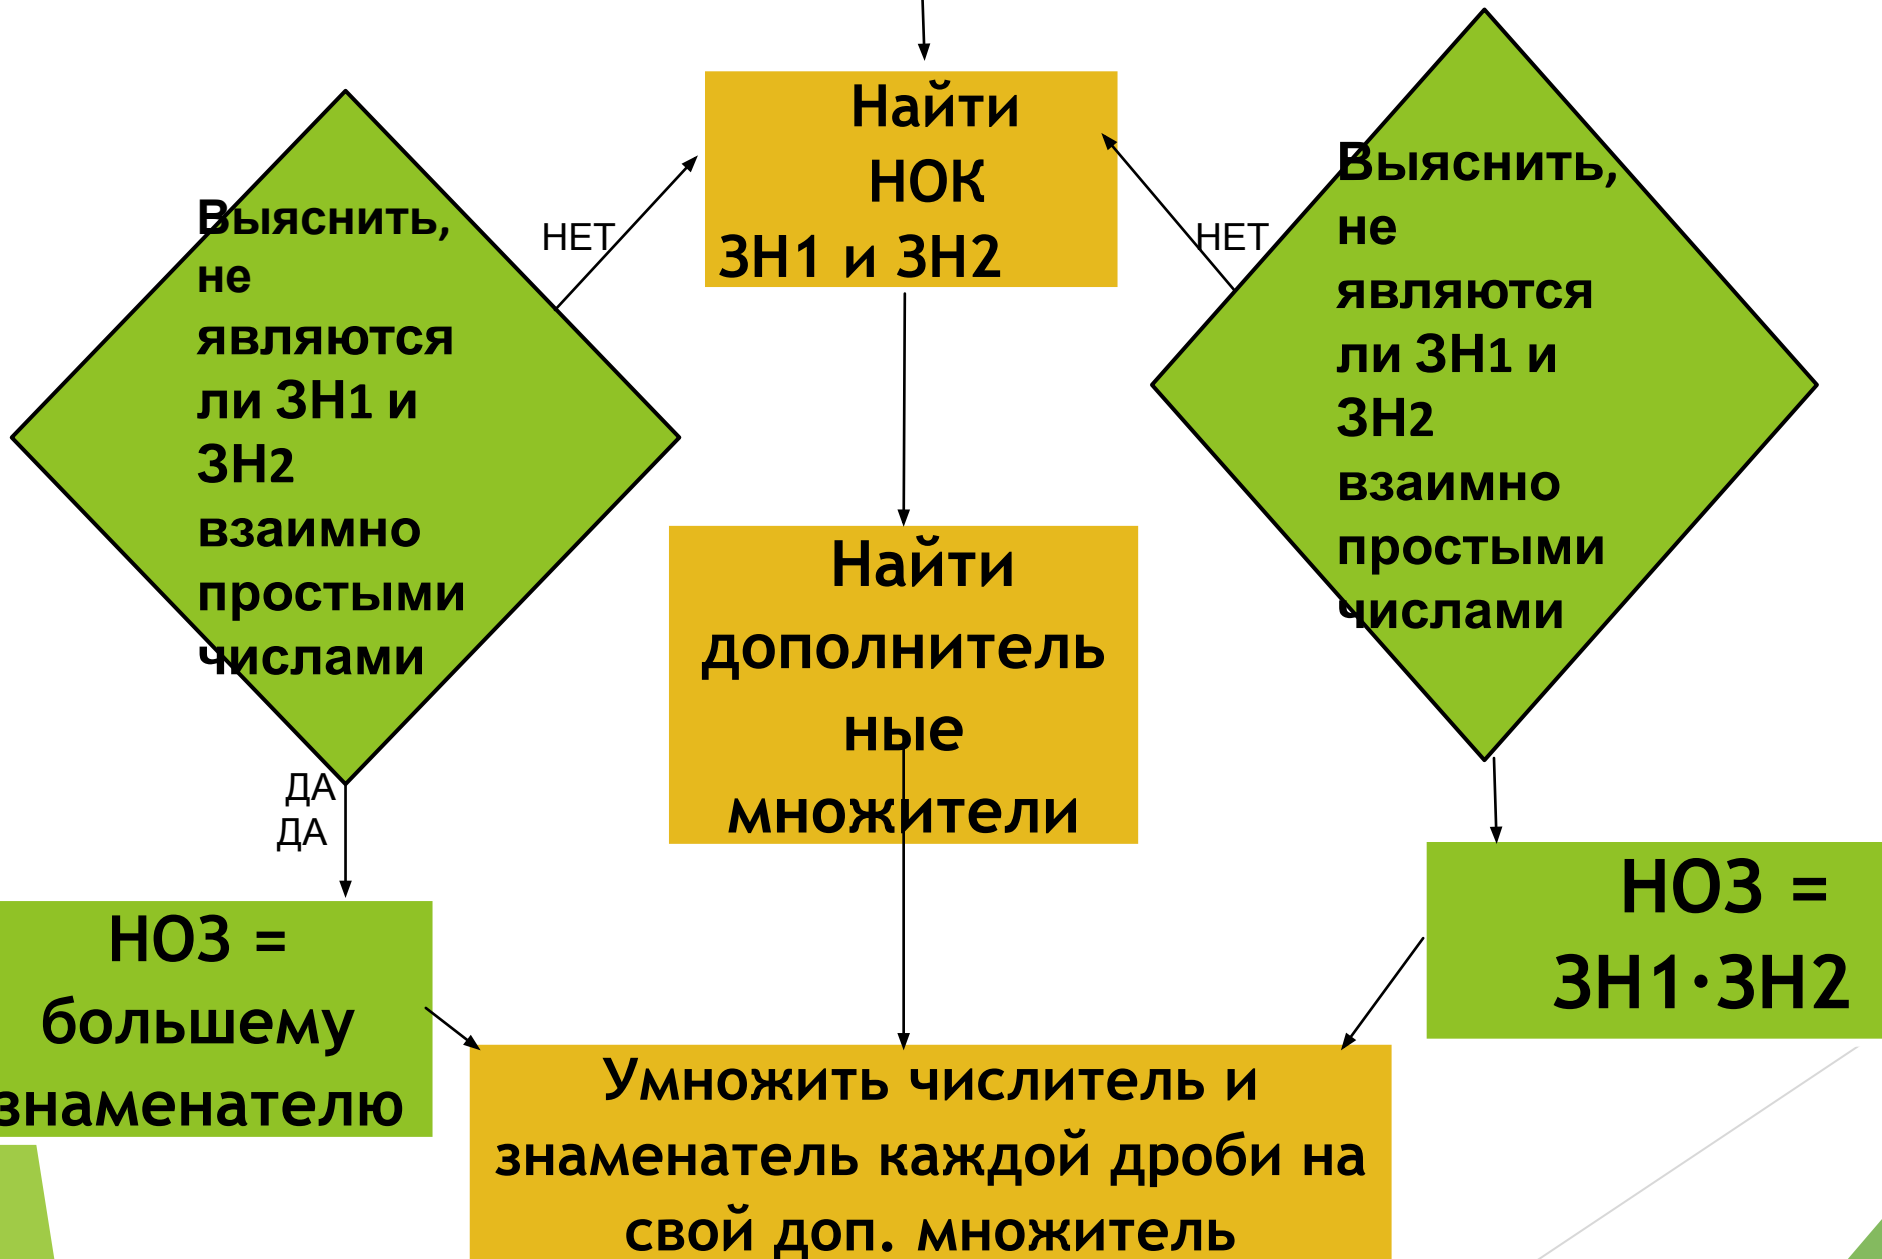 Найти
НОК
ЗН1 и ЗН2
Выяснить,
не
являются
ли ЗН1 и
ЗН2
взаимно
простыми
числами
НЕТ
НЕТ
Выяснить,
не
являются
ли ЗН1 и
ЗН2
взаимно
простыми
числами
Найти
дополнитель
ные
множители
ДА
ДА
НОЗ =
большему
знаменателю
НОЗ =
ЗН1·ЗН2
Умножить числитель и
знаменатель каждой дроби на
свой доп. множитель